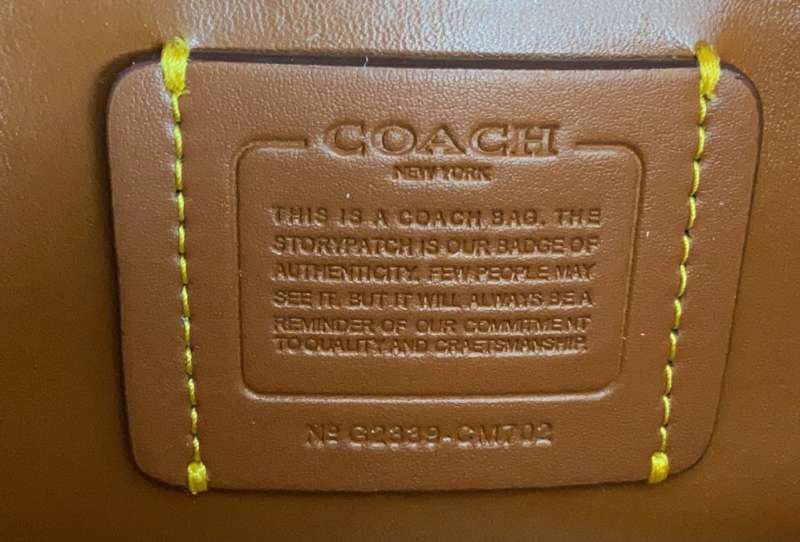 COACH
NEW YORK
THIS IS A COACH BAG. THE
STORYPATCH IS OUR BADGE OF
AUTHENTICITY. FEW PEOPLE MAY
SEE IT. BUT IT WILL ALWAYS BE A
REMINDER OF OUR COMMITMENT
TO QUALITY AND CRAFTSMANSHIP.
Nº G2339-CM702